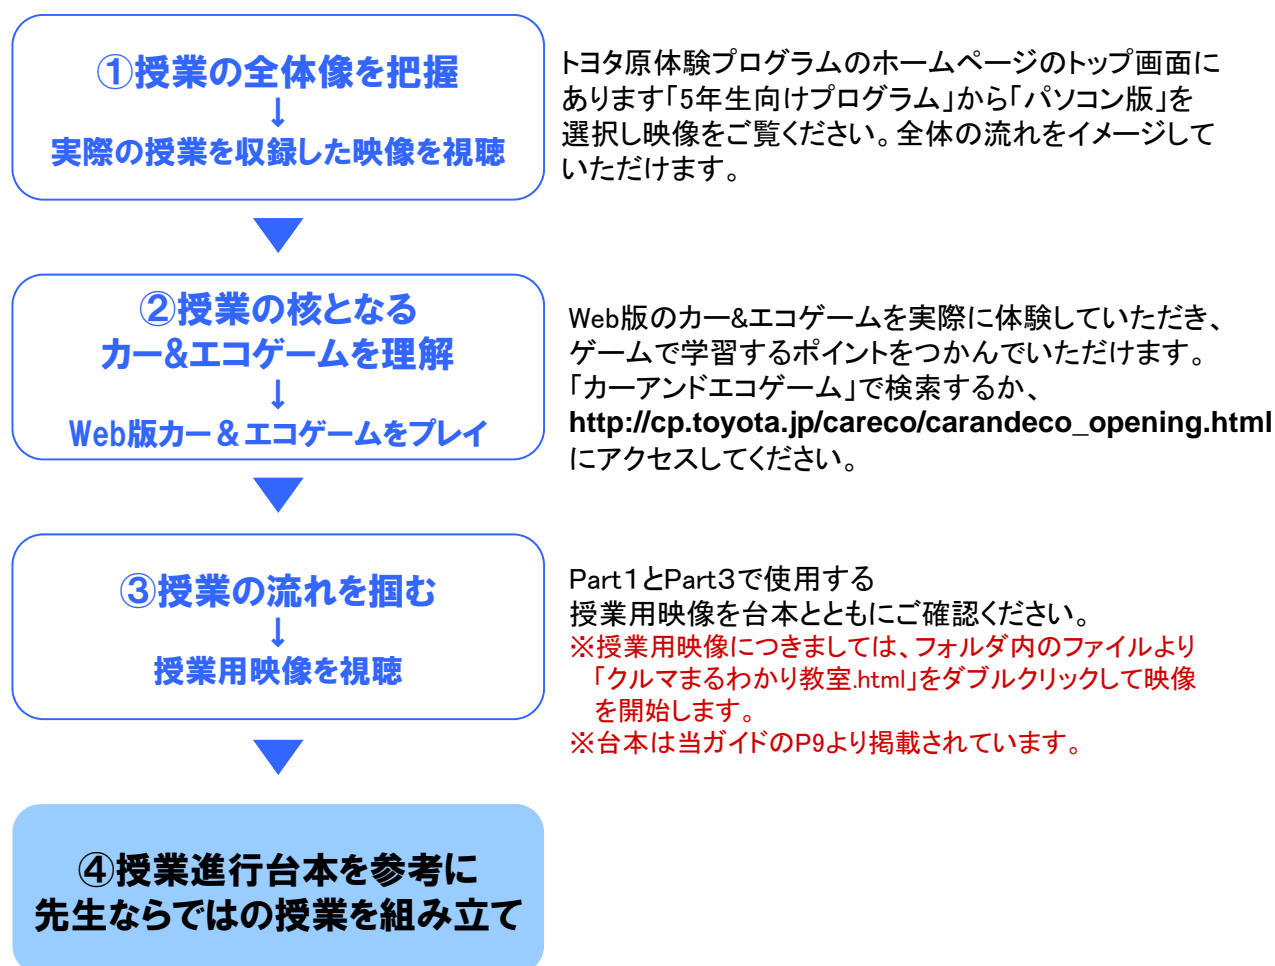 ①授業の全体像を把握
↓
実際の授業を収録した映像を視聴
トヨタ原体験プログラムのホームページのトップ画面に
あります「5年生向けプログラム」から「パソコン版」を
選択し映像をご覧ください。全体の流れをイメージして
いただけます。
②授業の核となる
カー&エコゲームを理解
↓
Web版カー＆エコゲームをプレイ
Web版のカー&エコゲームを実際に体験していただき、
ゲームで学習するポイントをつかんでいただけます。
「カーアンドエコゲーム」で検索するか、
http://cp.toyota.jp/careco/carandeco_opening.html
にアクセスしてください。
③授業の流れを掴む
↓
授業用映像を視聴
Part１とPart３で使用する
授業用映像を台本とともにご確認ください。
※授業用映像につきましては、フォルダ内のファイルより
「クルマまるわかり教室.html」をダブルクリックして映像
を開始します。
※台本は当ガイドのP9より掲載されています。
④授業進行台本を参考に
先生ならではの授業を組み立て